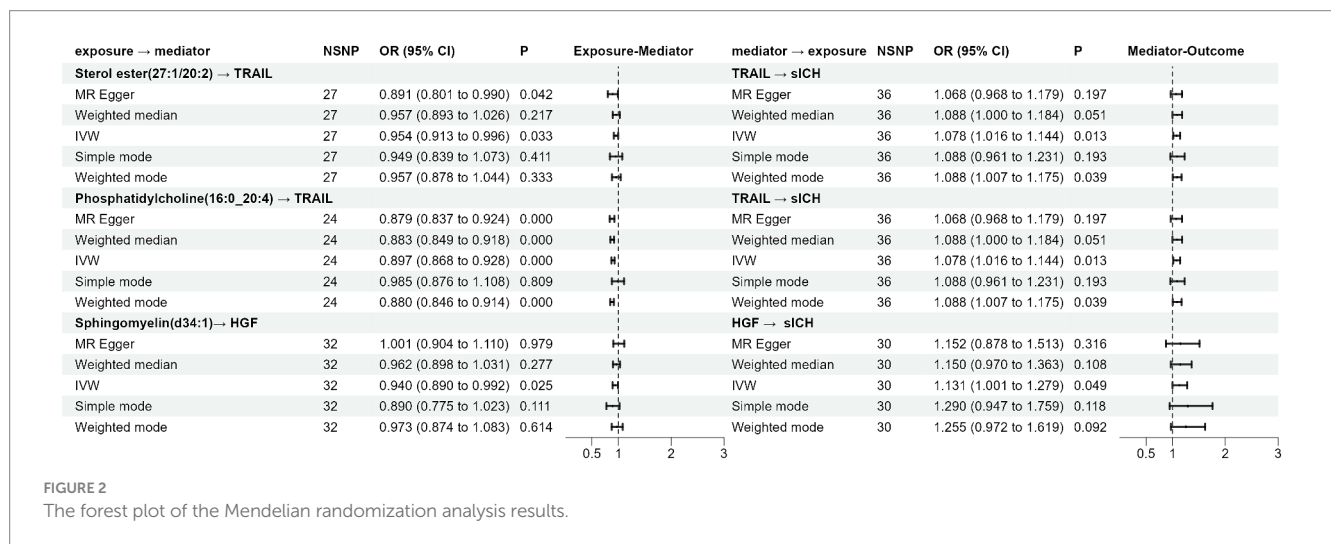 exposure → mediator NSNP OR (95% CI) P Exposure-Mediator mediator → exposure NSNP OR (95% CI) P Mediator-Outcome
Sterol ester(27:1/20:2) → TRAIL TRAIL → sICH
MR Egger 27 0.891 (0.801 to 0.990) 0.042 MR Egger 36 1.068 (0.968 to 1.179) 0.197
Weighted median 27 0.957 (0.893 to 1.026) 0.217 Weighted median 36 1.088 (1.000 to 1.184) 0.051
IVW 27 0.954 (0.913 to 0.996) 0.033 IVW 36 1.078 (1.016 to 1.144) 0.013
Simple mode 27 0.949 (0.839 to 1.073) 0.411 Simple mode 36 1.088 (0.961 to 1.231) 0.193
Weighted mode 27 0.957 (0.878 to 1.044) 0.333 Weighted mode 36 1.088 (1.007 to 1.175) 0.039
Phosphatidylcholine(16:0_20:4) → TRAIL TRAIL → sICH
MR Egger 24 0.879 (0.837 to 0.924) 0.000 MR Egger 36 1.068 (0.968 to 1.179) 0.197
Weighted median 24 0.883 (0.849 to 0.918) 0.000 Weighted median 36 1.088 (1.000 to 1.184) 0.051
IVW 24 0.897 (0.868 to 0.928) 0.000 IVW 36 1.078 (1.016 to 1.144) 0.013
Simple mode 24 0.985 (0.876 to 1.108) 0.809 Simple mode 36 1.088 (0.961 to 1.231) 0.193
Weighted mode 24 0.880 (0.846 to 0.914) 0.000 Weighted mode 36 1.088 (1.007 to 1.175) 0.039
Sphingomyelin(d34:1)→ HGF HGF → sICH
MR Egger 32 1.001 (0.904 to 1.110) 0.979 MR Egger 30 1.152 (0.878 to 1.513) 0.316
Weighted median 32 0.962 (0.898 to 1.031) 0.277 Weighted median 30 1.150 (0.970 to 1.363) 0.108
IVW 32 0.940 (0.890 to 0.992) 0.025 IVW 30 1.131 (1.001 to 1.279) 0.049
Simple mode 32 0.890 (0.775 to 1.023) 0.111 Simple mode 30 1.290 (0.947 to 1.759) 0.118
Weighted mode 32 0.973 (0.874 to 1.083) 0.614 Weighted mode 30 1.255 (0.972 to 1.619) 0.092
0.5 1 2 3 0.5 1 2 3
FIGURE 2
The forest plot of the Mendelian randomization analysis results.